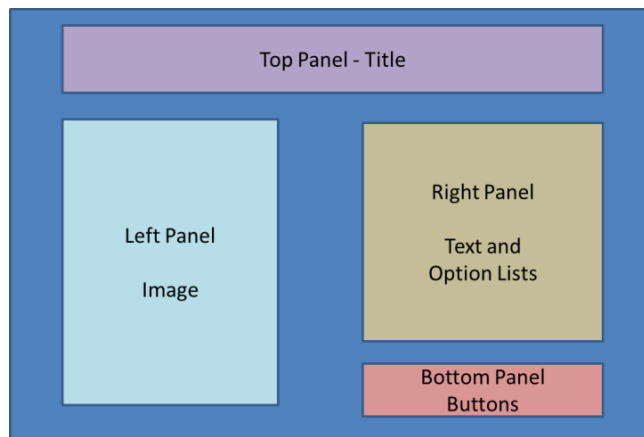 Top Panel - Title
Left Panel
Image
Right Panel
Text and
Option Lists
Bottom Panel
Buttons